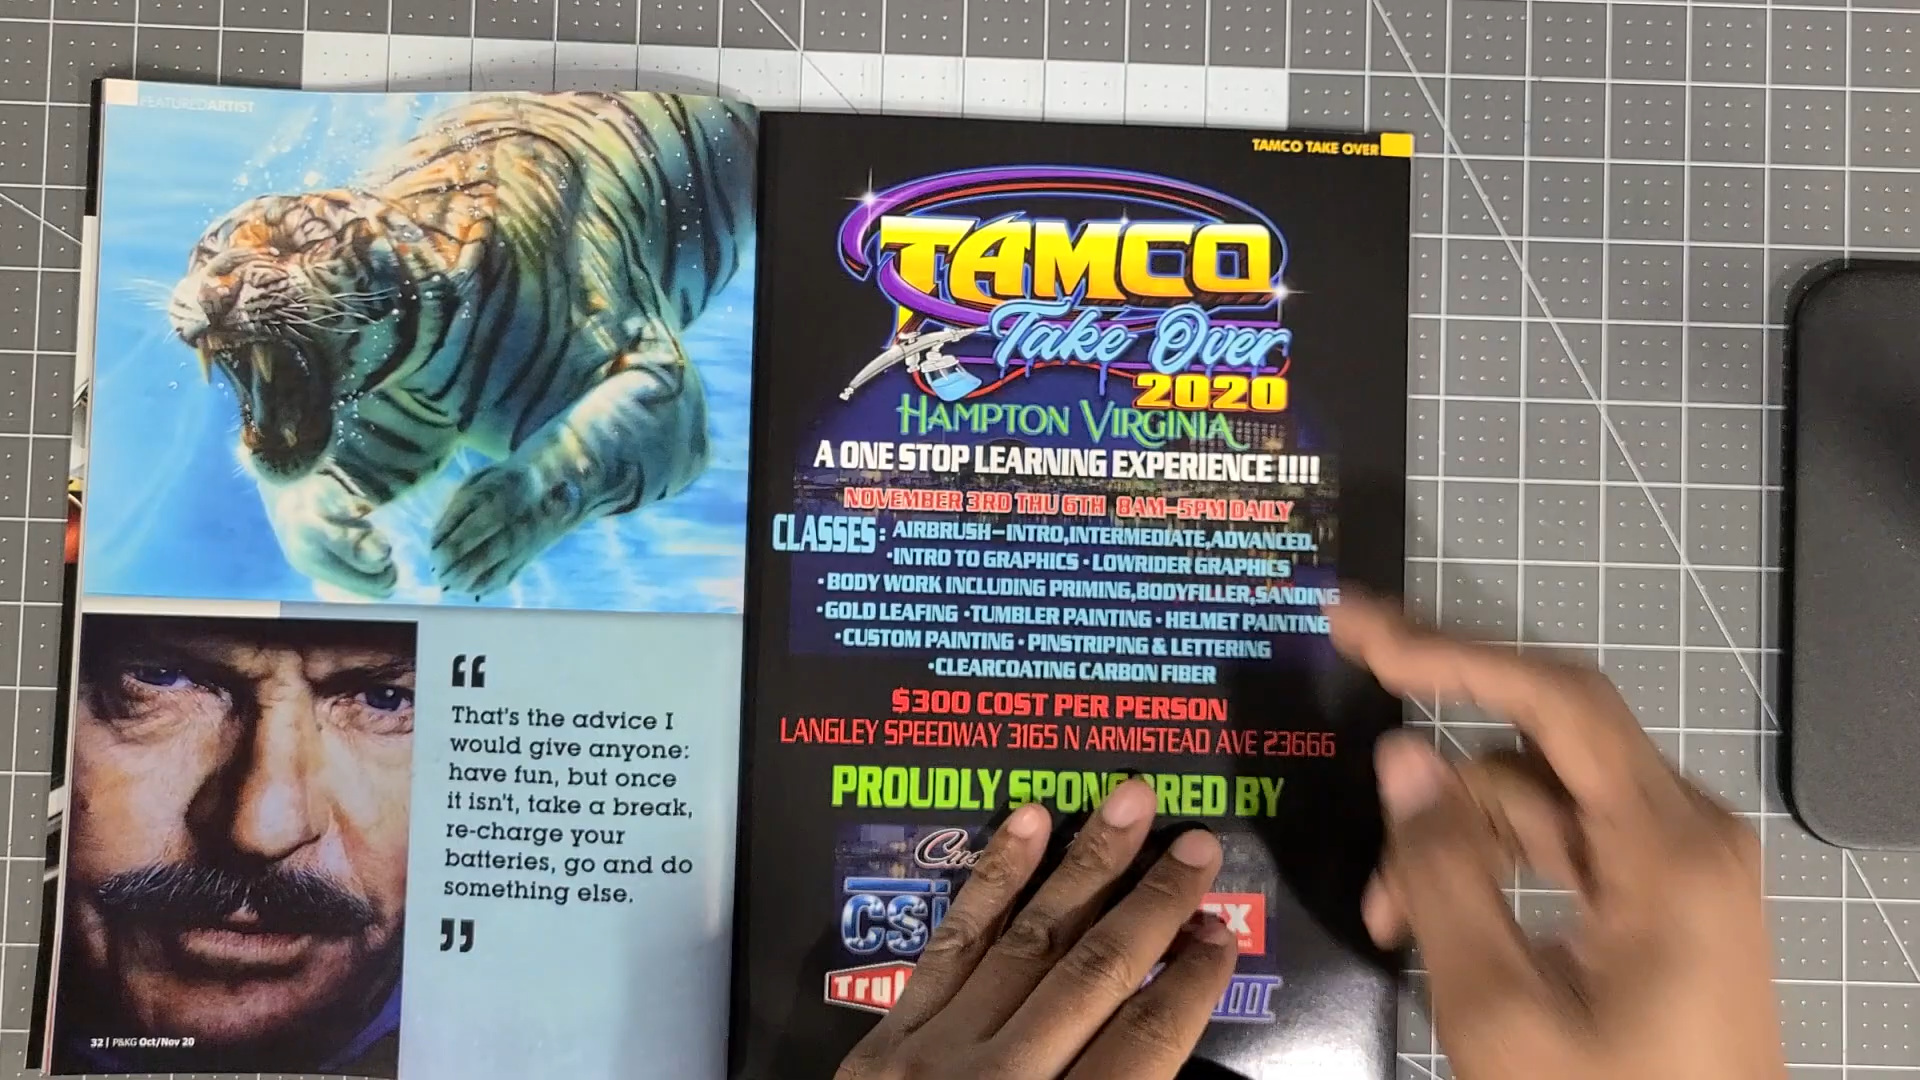 FEATUREDARTIST
“
That's the advice I
would give anyone:
have fun, but once
it isn't, take a break,
re-charge your
batteries, go and do
something else.
”
32 | P&KG Oct/Nov 20
TAMCO TAKE OVER
TAMCO
Take Over
2020
HAMPTON VIRGINIA
A ONE STOP LEARNING EXPERIENCE !!!!
NOVEMBER 3RD THU 6TH 8AM-5PM DAILY
CLASSES: AIRBRUSH-INTRO,INTERMEDIATE,ADVANCED.
•INTRO TO GRAPHICS •LOWRIDER GRAPHICS
•BODY WORK INCLUDING PRIMING,BODYFILLER,SANDING
•GOLD LEAFING •TUMBLER PAINTING •HELMET PAINTING
•CUSTOM PAINTING •PINSTRIPING & LETTERING
•CLEARCOATING CARBON FIBER
$300 COST PER PERSON
LANGLEY SPEEDWAY 3165 N ARMISTEAD AVE 23666
PROUDLY SPONSORED BY
CSI